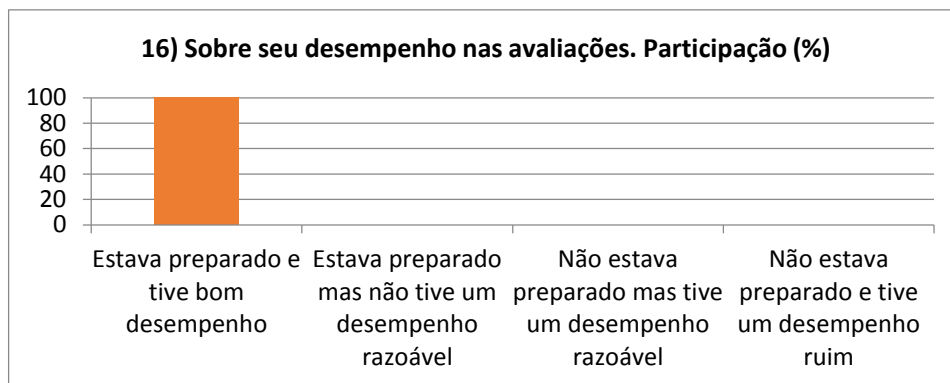 16) Sobre seu desempenho nas avaliações. Participação (%)
100
80
60
40
20
0
Estava preparado e
tive bom
desempenho
Estava preparado
mas não tive um
desempenho
razoável
Não estava
preparado mas tive
um desempenho
razoável
Não estava
preparado e tive
um desempenho
ruim